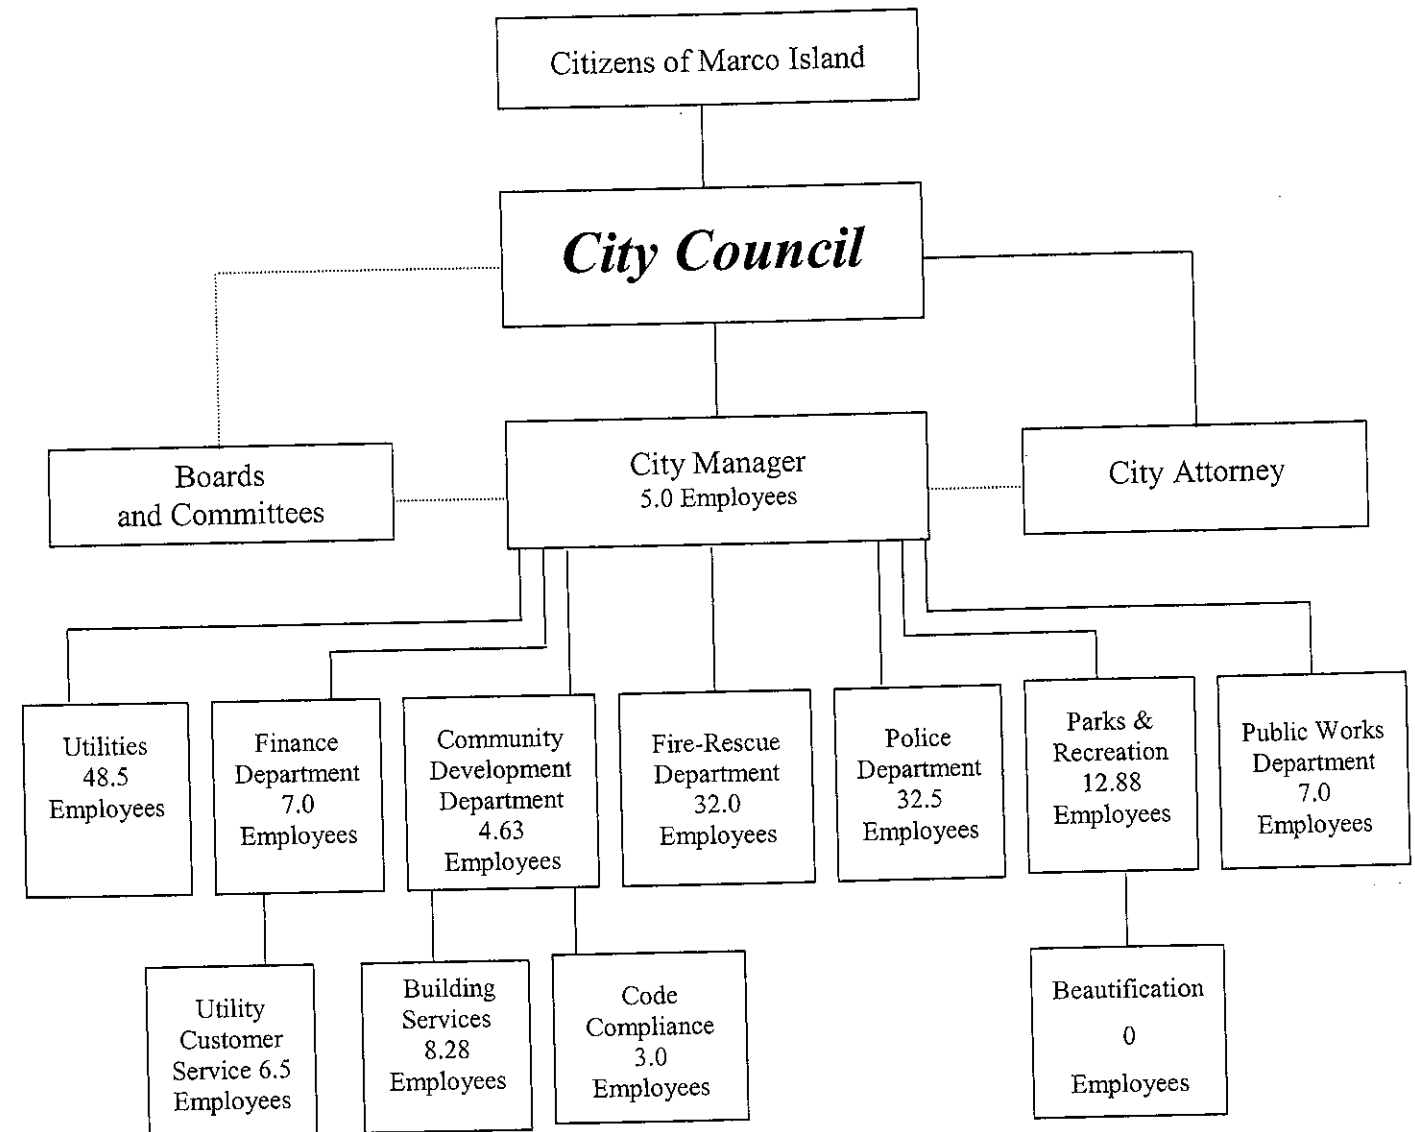 Citizens of Marco Island
City Council
Boards
and Committees
City Manager
5.0 Employees
City Attorney
Utilities
48.5
Employees
Finance
Department
7.0
Employees
Community
Development
Department
4.63
Employees
Fire-Rescue
Department
32.0
Employees
Police
Department
32.5
Employees
Parks &
Recreation
12.88
Employees
Public Works
Department
7.0
Employees
Utility
Customer
Service 6.5
Employees
Building
Services
8.28
Employees
Code
Compliance
3.0
Employees
Beautification
0
Employees